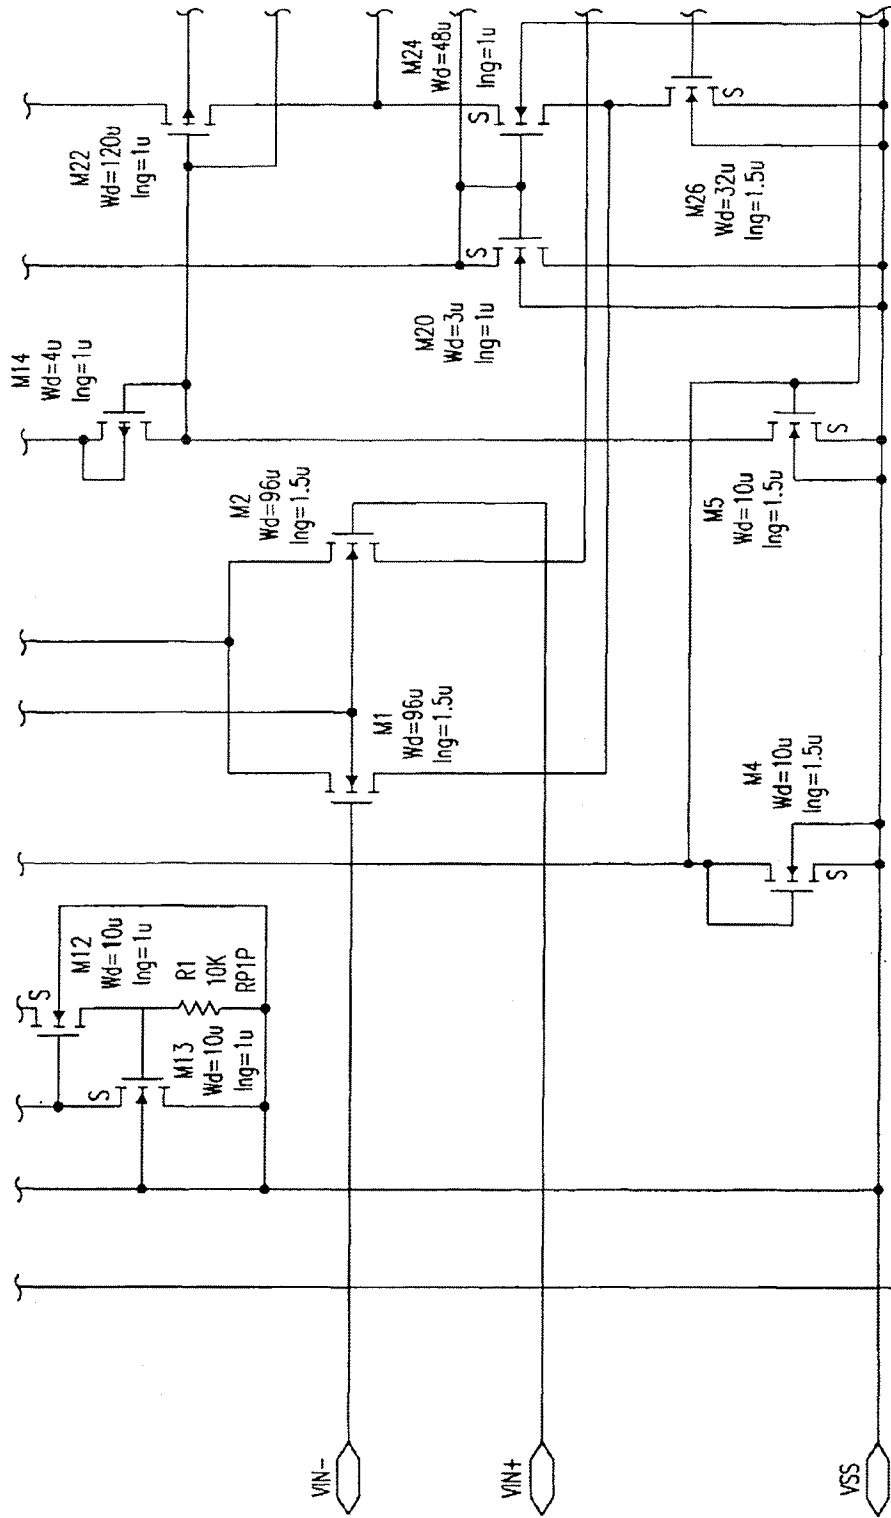 M22
Wd=120u
lng=1u
M24
Wd=48u
lng=1u
S
S
M26
Wd=32u
lng=1.5u
S
M20
Wd=3u
lng=1u
M14
Wd=4u
lng=1u
M2
Wd=96u
lng=1.5u
M5
Wd=10u
lng=1.5u
S
M1
Wd=96u
lng=1.5u
M4
Wd=10u
lng=1.5u
S
S
M12
Wd=10u
lng=1u
R1
10K
RP1P
S
M13
Wd=10u
lng=1u
VIN-
VIN+
VSS